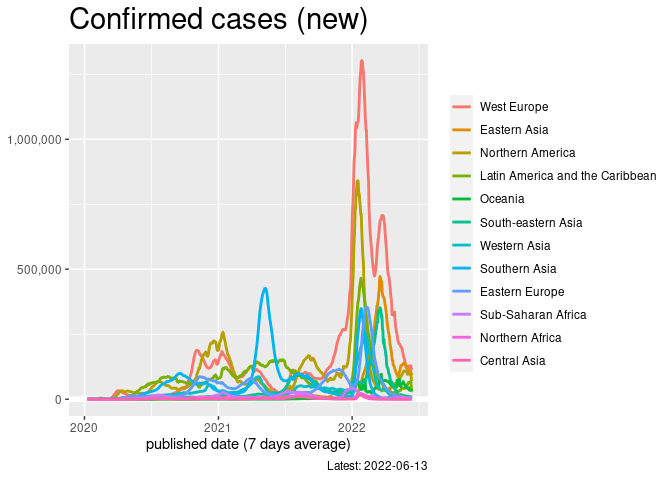 Confirmed cases (new)
1,000,000
500,000
0
2020
2021
2022
published date (7 days average)
Latest: 2022-06-13
West Europe
Eastern Asia
Northern America
Latin America and the Caribbean
Oceania
South-eastern Asia
Western Asia
Southern Asia
Eastern Europe
Sub-Saharan Africa
Northern Africa
Central Asia